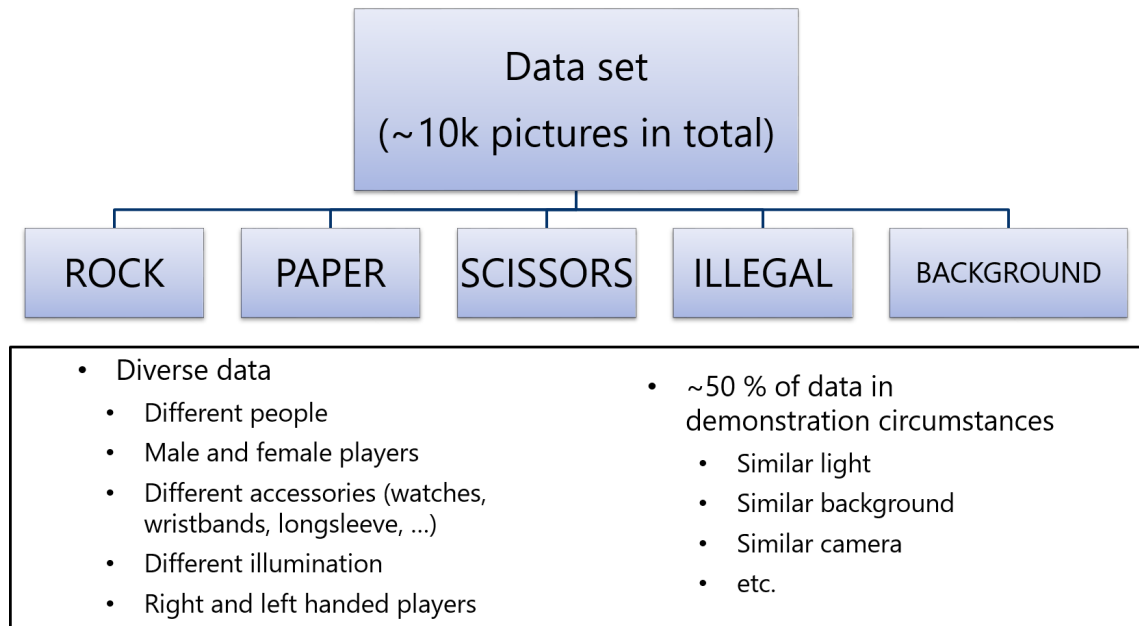 Data set
(~10k pictures in total)
ROCK
PAPER
SCISSORS
ILLEGAL
BACKGROUND
• Diverse data
• Different people
• Male and female players
• Different accessories (watches,
wristbands, longsleeve, ...)
• Different illumination
• Right and left handed players
• ~50 % of data in
demonstration circumstances
• Similar light
• Similar background
• Similar camera
• etc.